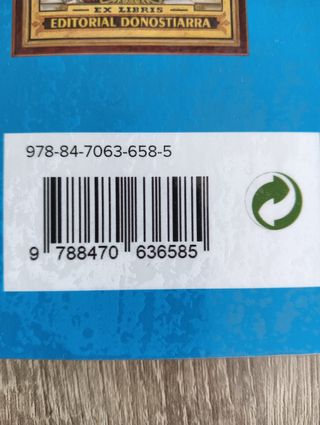 EX LIBRIS
EDITORIAL DONOSTIARRA
978-84-7063-658-5
9 788470 636585